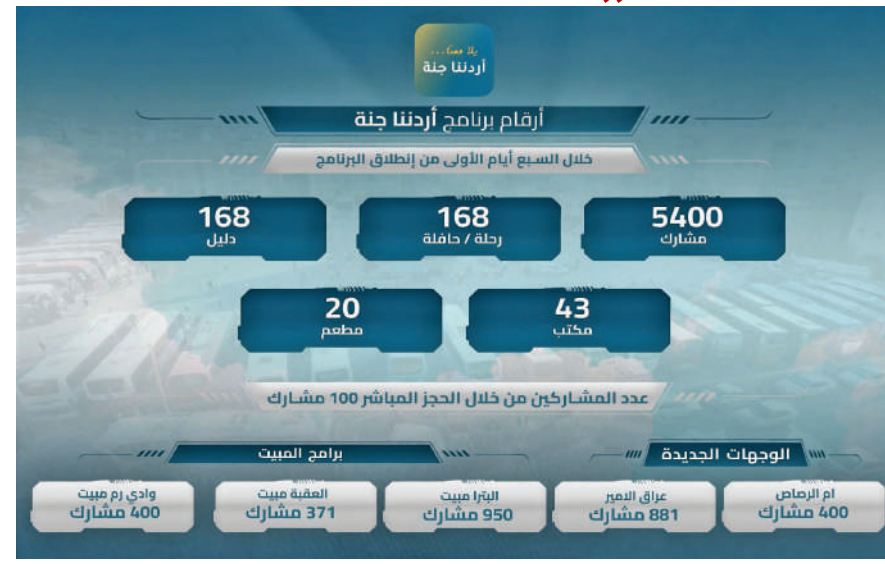 يلا معنا...
أردننا جنة
أرقام برنامج أردننا جنة
خلال السبع أيام الأولى من إنطلاق البرنامج
5400
مشارك
168
رحلة / حافلة
168
دليل
43
مكتب
20
مطعم
عدد المشاركين من خلال الحجز المباشر 100 مشارك
الوجهات الجديدة
برامج المبيت
ام الرصاص
400 مشارك
عراق الامير
881 مشارك
البترا مبيت
950 مشارك
العقبة مبيت
371 مشارك
وادي رم مبيت
400 مشارك